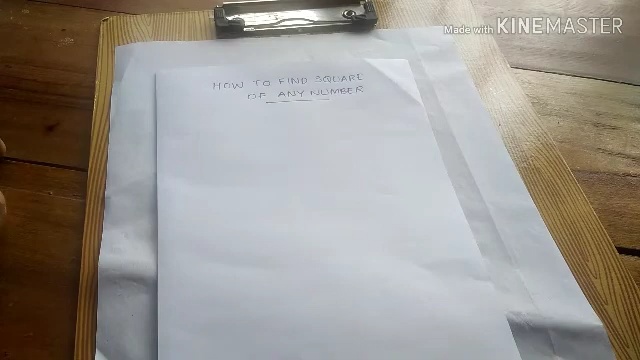 Made with KINEMASTER
HOW TO FIND SQUARE
OF ANY NUMBER